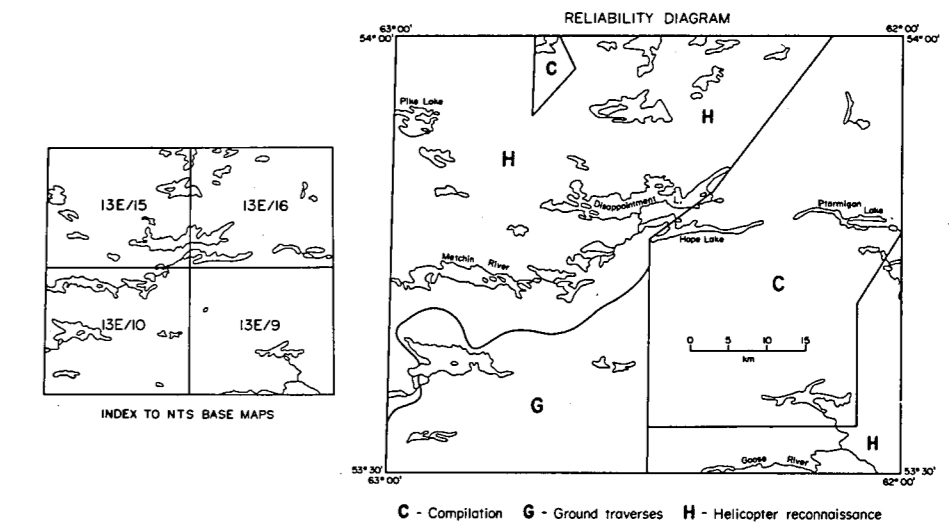 RELIABILITY DIAGRAM
63° 00'
62° 00'
54° 00'
54° 00'
C
Pike Lake
H
H
13E/15
13E/16
Disappointment
Ptarmigan Lake
Hope Lake
Metchin River
C
13E/10
13E/9
0 5 10 15
km
INDEX TO NTS BASE MAPS
G
H
Goose River
53° 30'
53° 30'
63° 00'
62° 00'
C - Compilation G - Ground traverses H - Helicopter reconnaissance